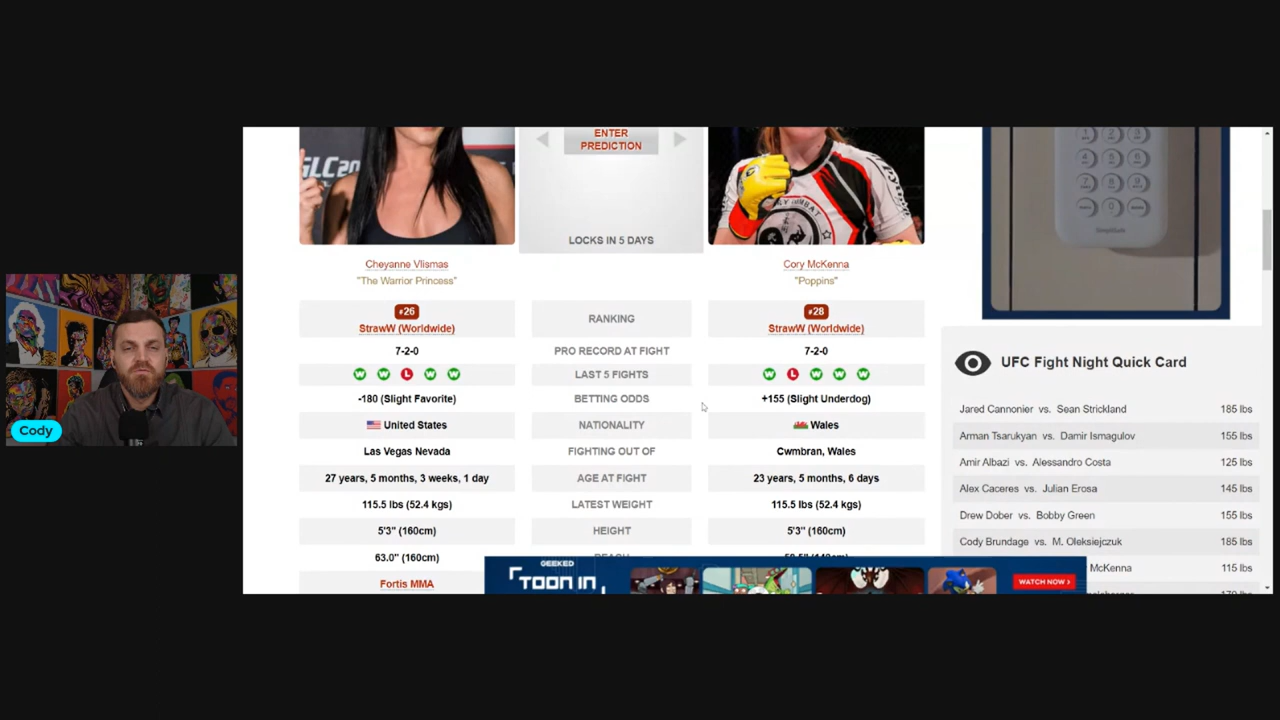 ENTER
PREDICTION
LOCKS IN 5 DAYS
Cheyanne Vlismas
"The Warrior Princess"
Cory McKenna
"Poppins"
#26
StrawW (Worldwide)
RANKING
#28
StrawW (Worldwide)
7-2-0 PRO RECORD AT FIGHT 7-2-0
W W L W W LAST 5 FIGHTS W L W W W
-180 (Slight Favorite) BETTING ODDS +155 (Slight Underdog)
United States NATIONALITY Wales
Las Vegas Nevada FIGHTING OUT OF Cwmbran, Wales
27 years, 5 months, 3 weeks, 1 day AGE AT FIGHT 23 years, 5 months, 6 days
115.5 lbs (52.4 kgs) LATEST WEIGHT 115.5 lbs (52.4 kgs)
5'3" (160cm) HEIGHT 5'3" (160cm)
63.0" (160cm) REACH
Fortis MMA
GEEKED
TOON IN
WATCH NOW >
UFC Fight Night Quick Card
Jared Cannonier vs. Sean Strickland 185 lbs
Arman Tsarukyan vs. Damir Ismagulov 155 lbs
Amir Albazi vs. Alessandro Costa 125 lbs
Alex Caceres vs. Julian Erosa 145 lbs
Drew Dober vs. Bobby Green 155 lbs
Cody Brundage vs. M. Oleksiejczuk 185 lbs
McKenna 115 lbs
Cody